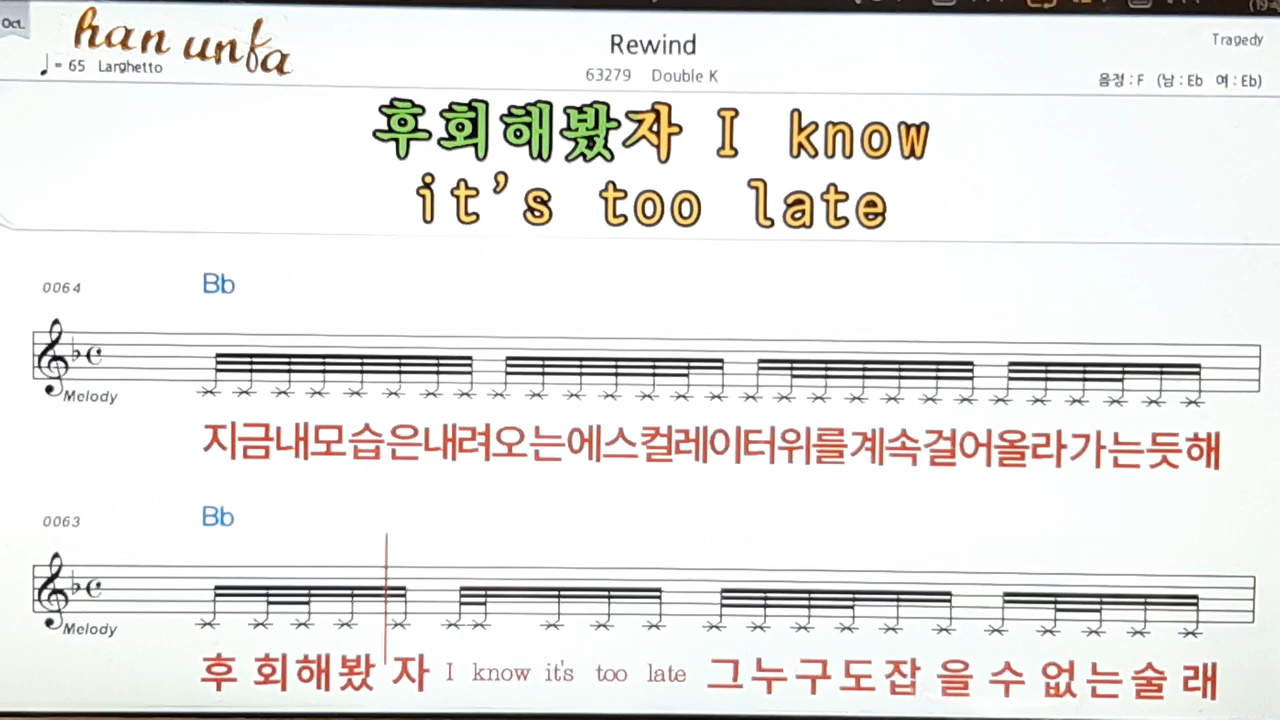 Oct.
han unfa
Rewind
Tragedy
♩= 65 Larghetto
63279 Double K
음정 : F (남 : Eb 여 : Eb)
후회해봤자 I know
it's too late
0064
Bb
Melody
지금내모습은내려오는에스컬레이터위를계속걸어올라가는듯해
0063
Bb
Melody
후 회해봤 자 I know it's too late 그누구도잡 을 수 없는술 래